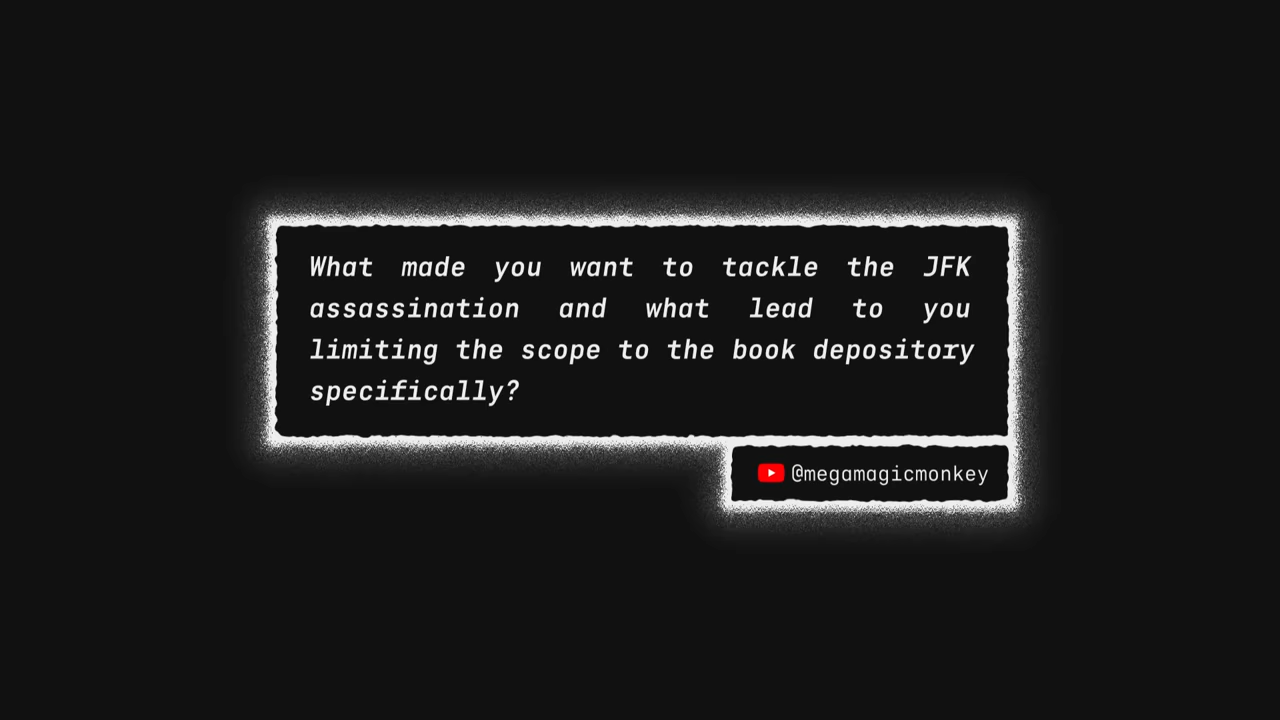 What made you want to tackle the JFK
assassination and what lead to you
limiting the scope to the book depository
specifically?
@megamagicmonkey